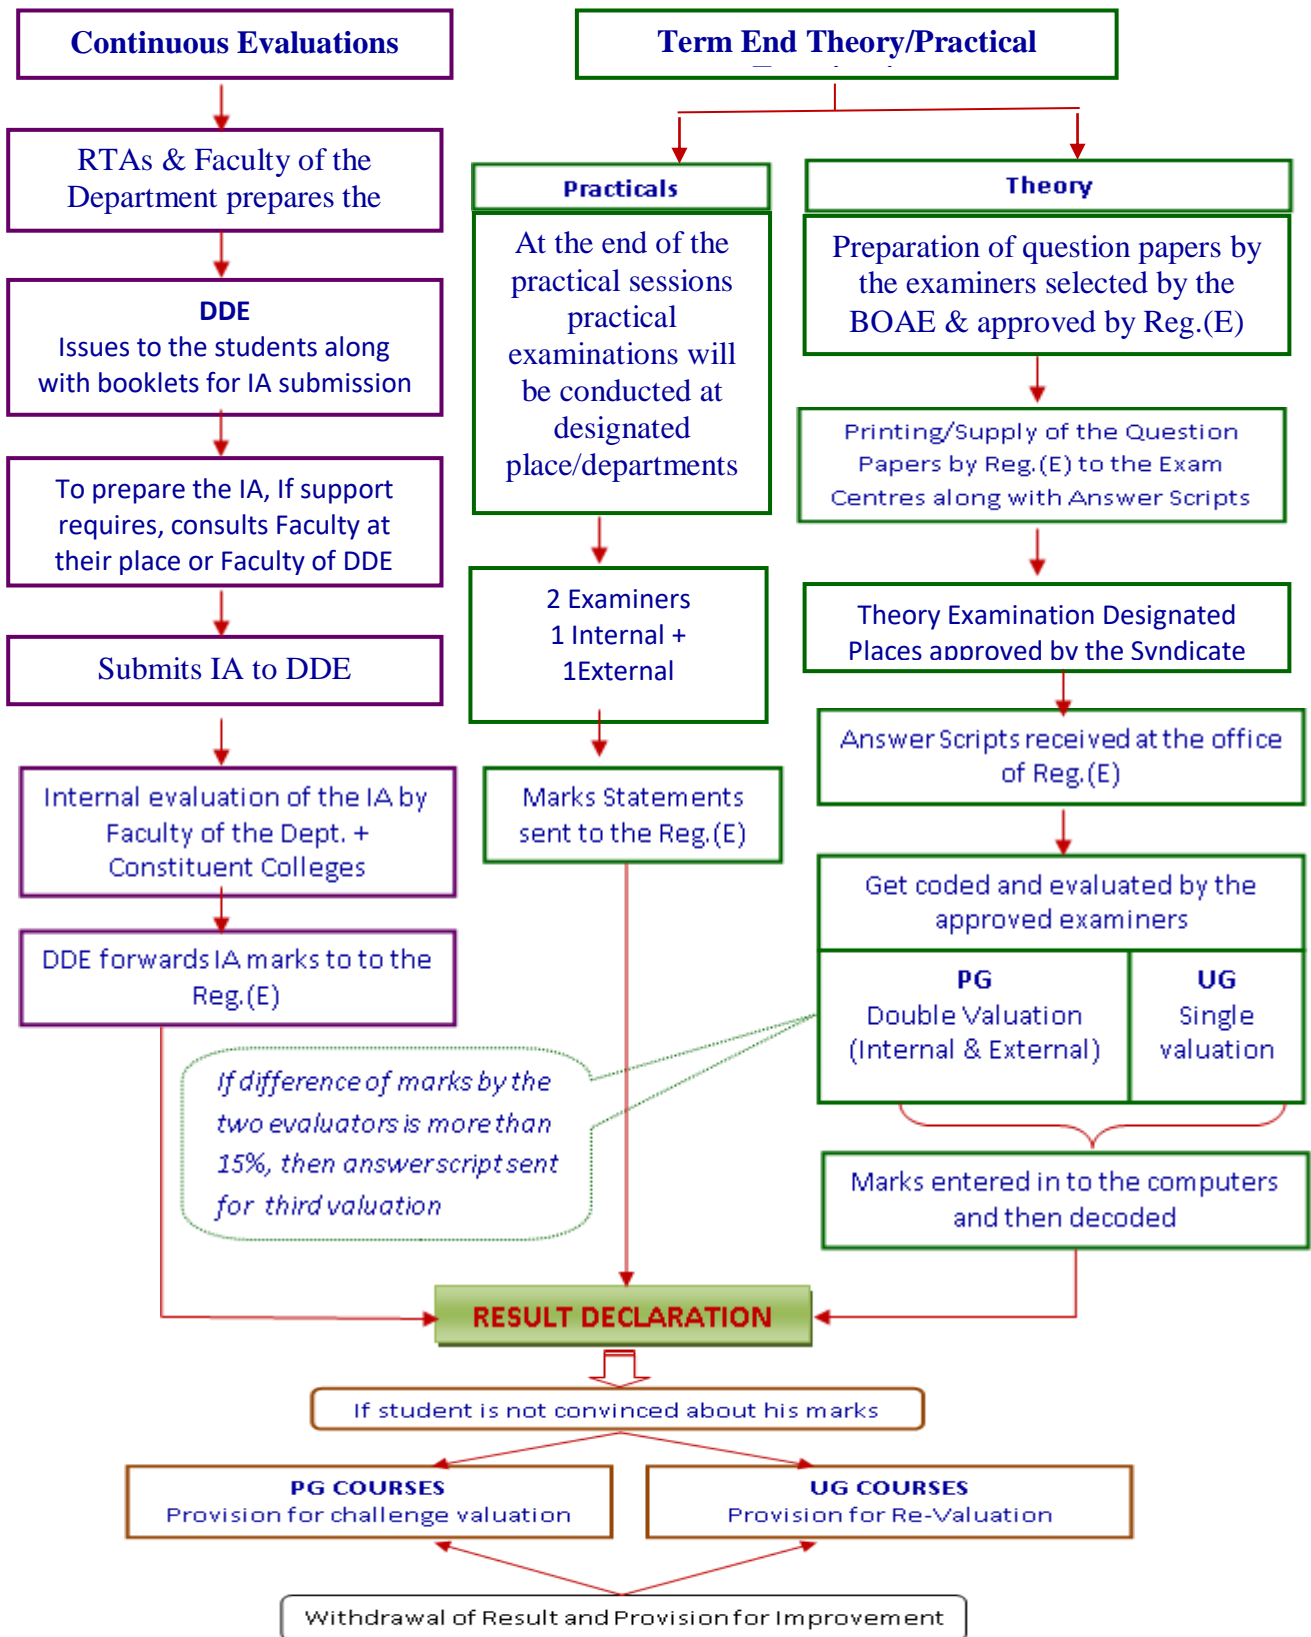 Continuous Evaluations
RTAs & Faculty of the
Department prepares the
DDE
Issues to the students along
with booklets for IA submission
To prepare the IA, If support
requires, consults Faculty at
their place or Faculty of DDE
Submits IA to DDE
Internal evaluation of the IA by
Faculty of the Dept. +
Constituent Colleges
DDE forwards IA marks to to the
Reg.(E)
Term End Theory/Practical
Practicals
At the end of the
practical sessions
practical
examinations will
be conducted at
designated
place/departments
2 Examiners
1 Internal +
1External
Marks Statements
sent to the Reg.(E)
Theory
Preparation of question papers by
the examiners selected by the
BOAE & approved by Reg.(E)
Printing/Supply of the Question
Papers by Reg.(E) to the Exam
Centres along with Answer Scripts
Theory Examination Designated
Places approved by the Syndicate
Answer Scripts received at the office
of Reg.(E)
Get coded and evaluated by the
approved examiners
PG
Double Valuation
(Internal & External)
UG
Single
valuation
If difference of marks by the
two evaluators is more than
15%, then answer script sent
for third valuation
Marks entered in to the computers
and then decoded
RESULT DECLARATION
If student is not convinced about his marks
PG COURSES
Provision for challenge valuation
UG COURSES
Provision for Re-Valuation
Withdrawal of Result and Provision for Improvement